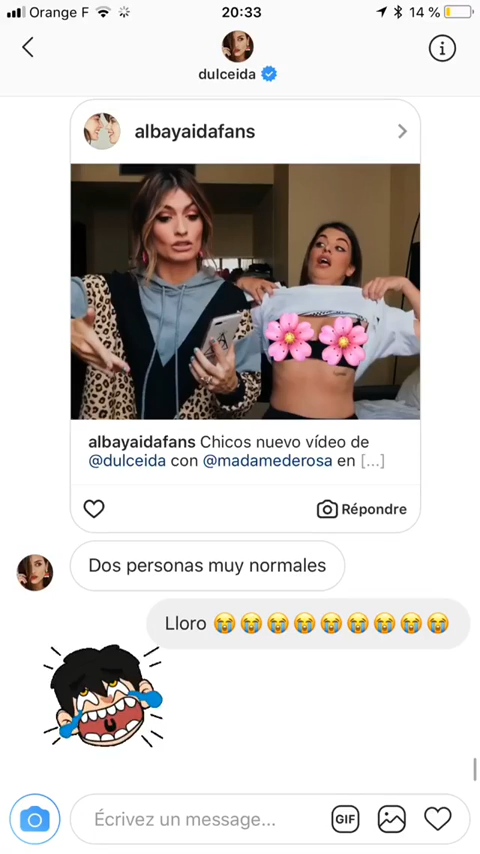 Orange F
20:33
14 %
dulceida
albayaidafans
albayaidafans Chicos nuevo vídeo de
@dulceida con @madamederosa en [...]
Répondre
Dos personas muy normales
Lloro 😭😭😭😭😭😭😭😭😭
Écrivez un message...
GIF